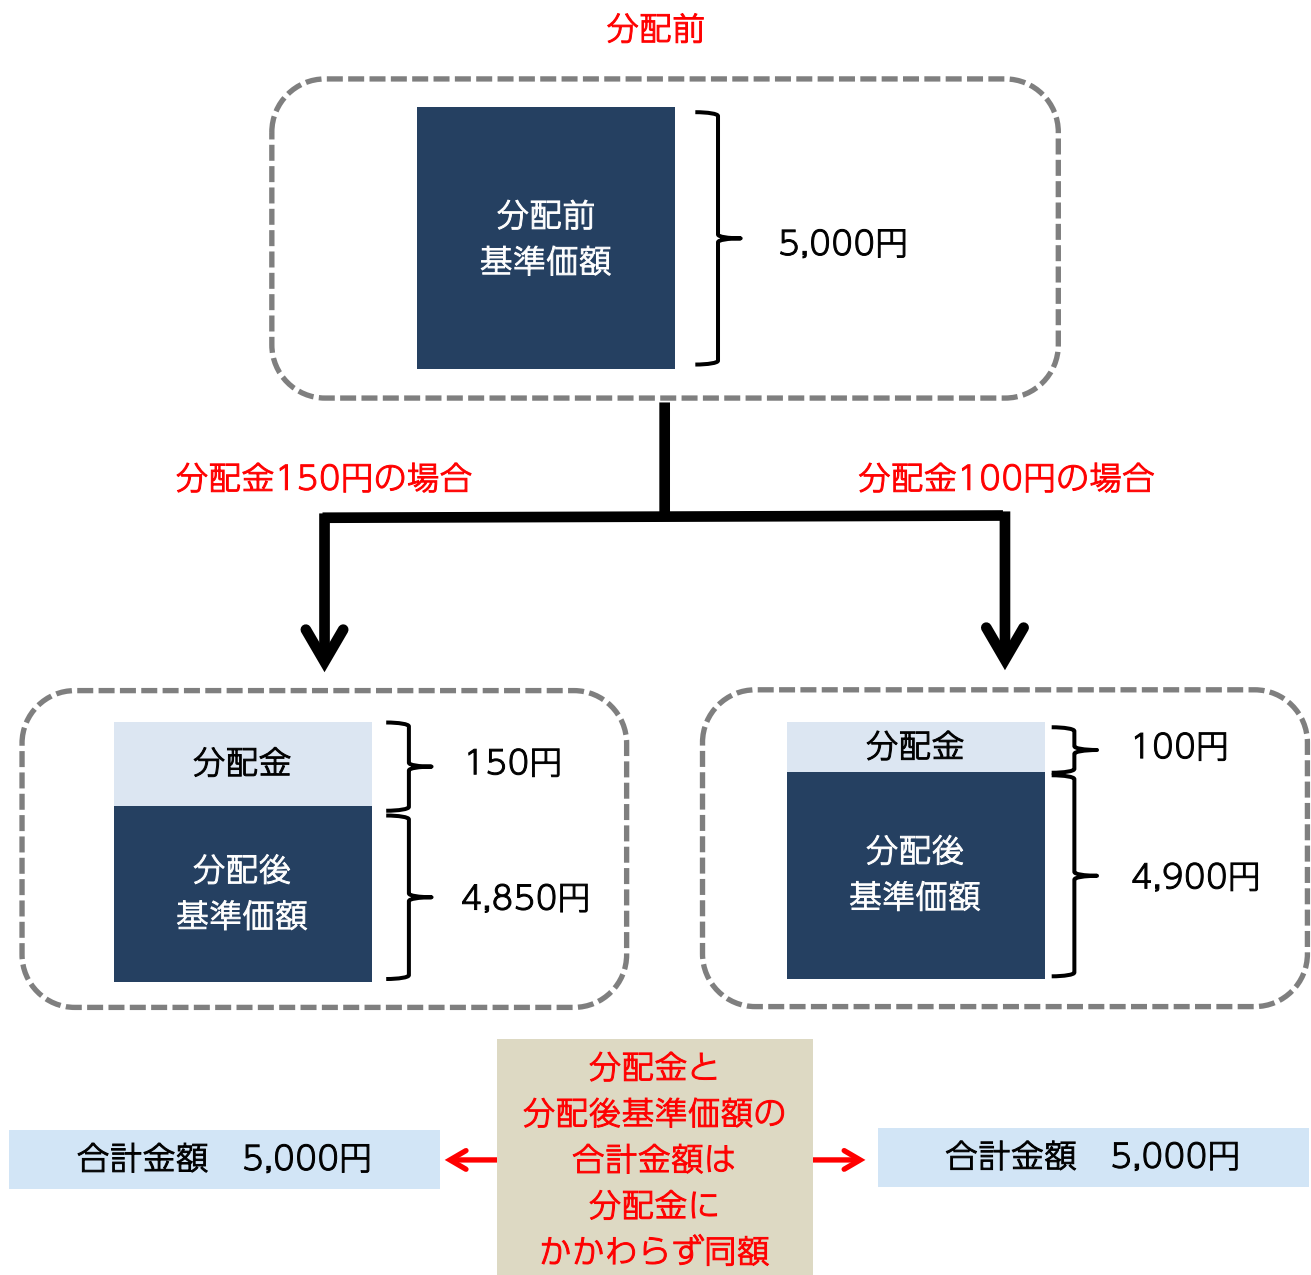 分配前
分配前
基準価額
5,000円
分配金150円の場合
分配金100円の場合
分配金
150円
分配後
基準価額
4,850円
分配金
100円
分配後
基準価額
4,900円
分配金と
分配後基準価額の
合計金額は
分配金に
かかわらず同額
合計金額　5,000円
合計金額　5,000円